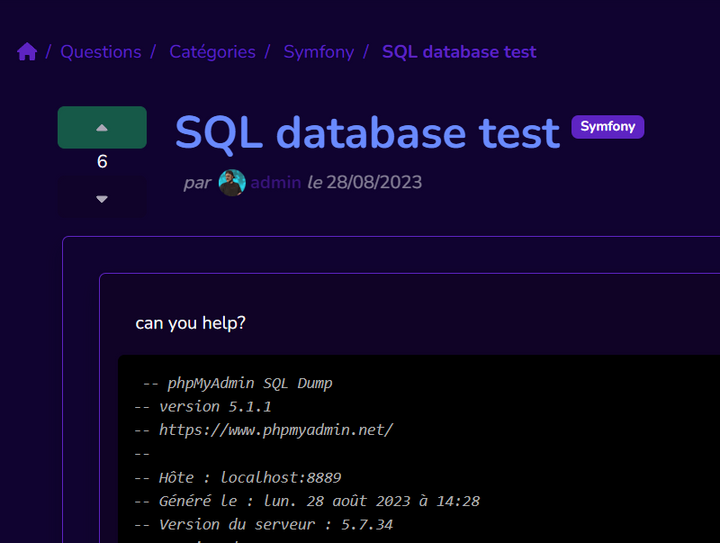 / Questions / Catégories / Symfony / SQL database test
SQL database test Symfony
6
par admin le 28/08/2023
can you help?
-- phpMyAdmin SQL Dump
-- version 5.1.1
-- https://www.phpmyadmin.net/
--
-- Hôte : localhost:8889
-- Généré le : lun. 28 août 2023 à 14:28
-- Version du serveur : 5.7.34